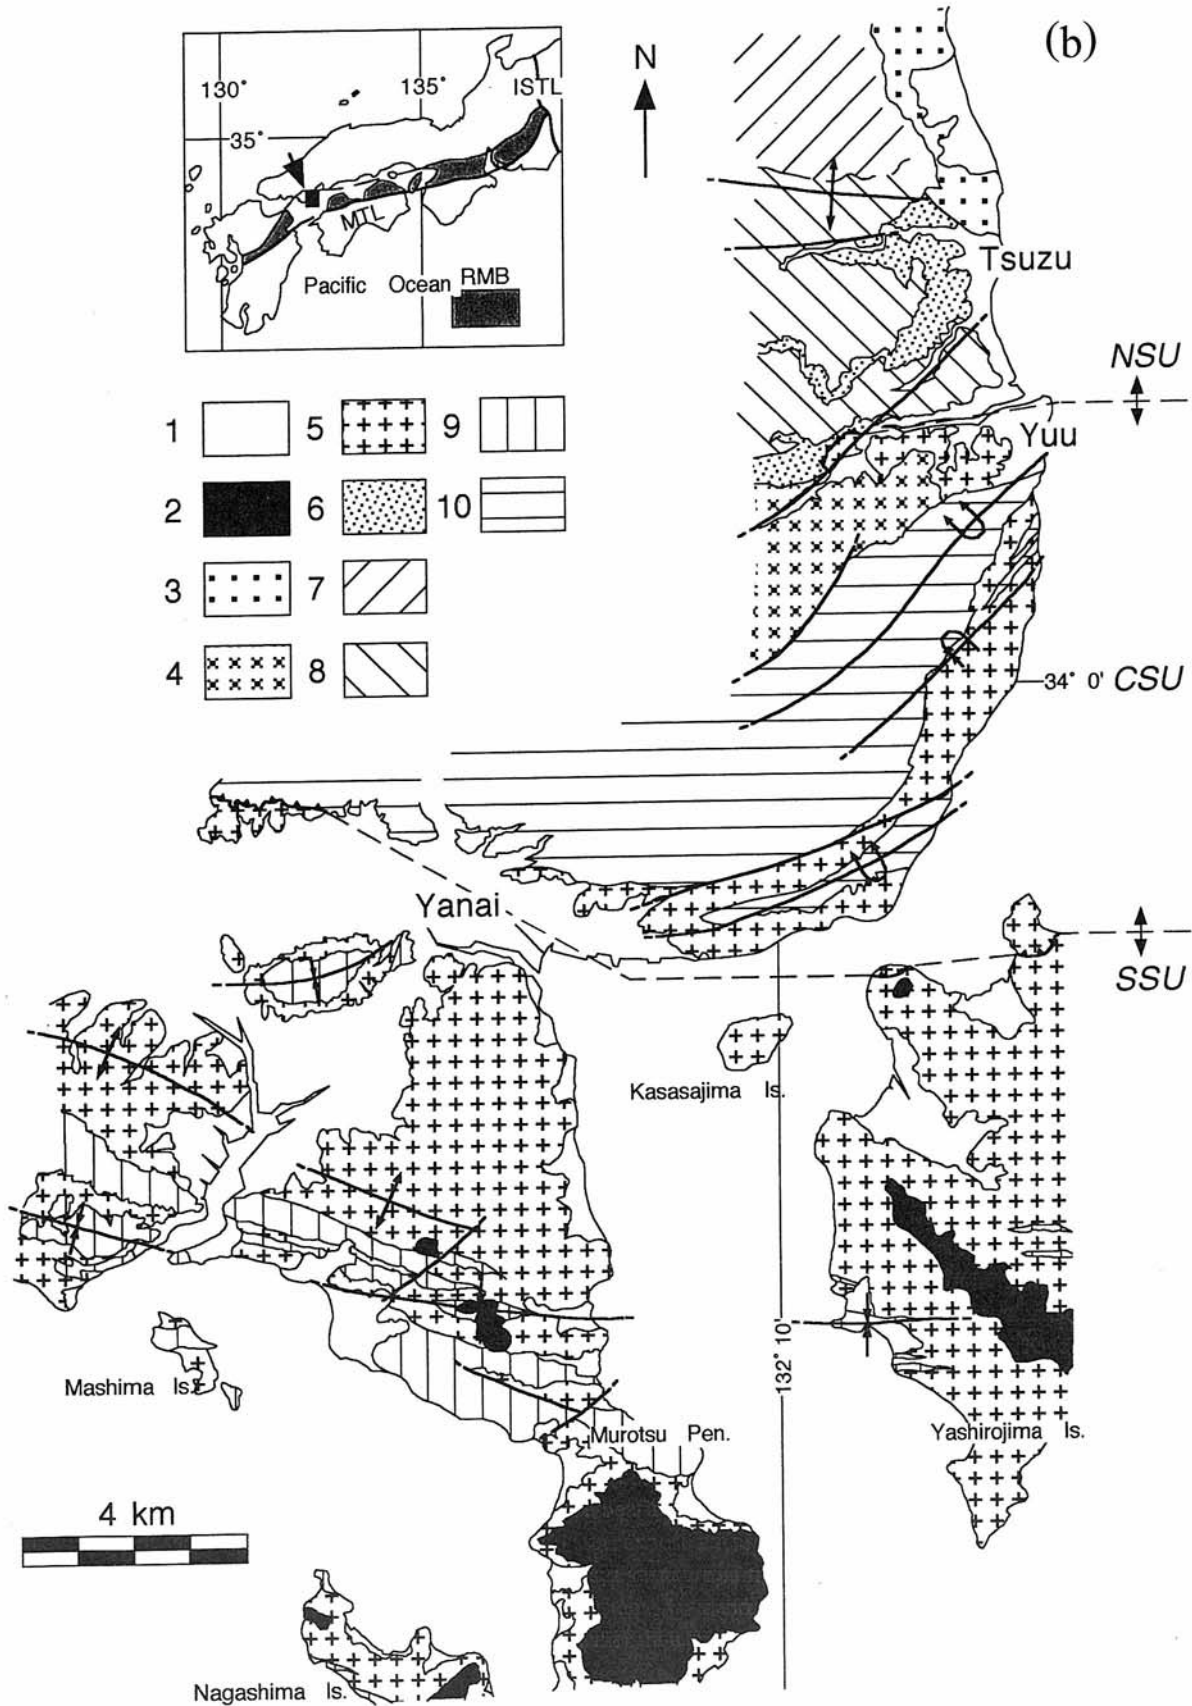 (b)
N
130°
135°
ISTL
35°
MTL
Pacific Ocean
RMB
Tsuzu
NSU
Yuu
1
5
9
2
6
10
3
7
4
8
34° 0'
CSU
Yanai
SSU
Kasasajima Is.
132° 10'
Mashima Is.
Murotsu Pen.
Yashirojima Is.
4 km
Nagashima Is.